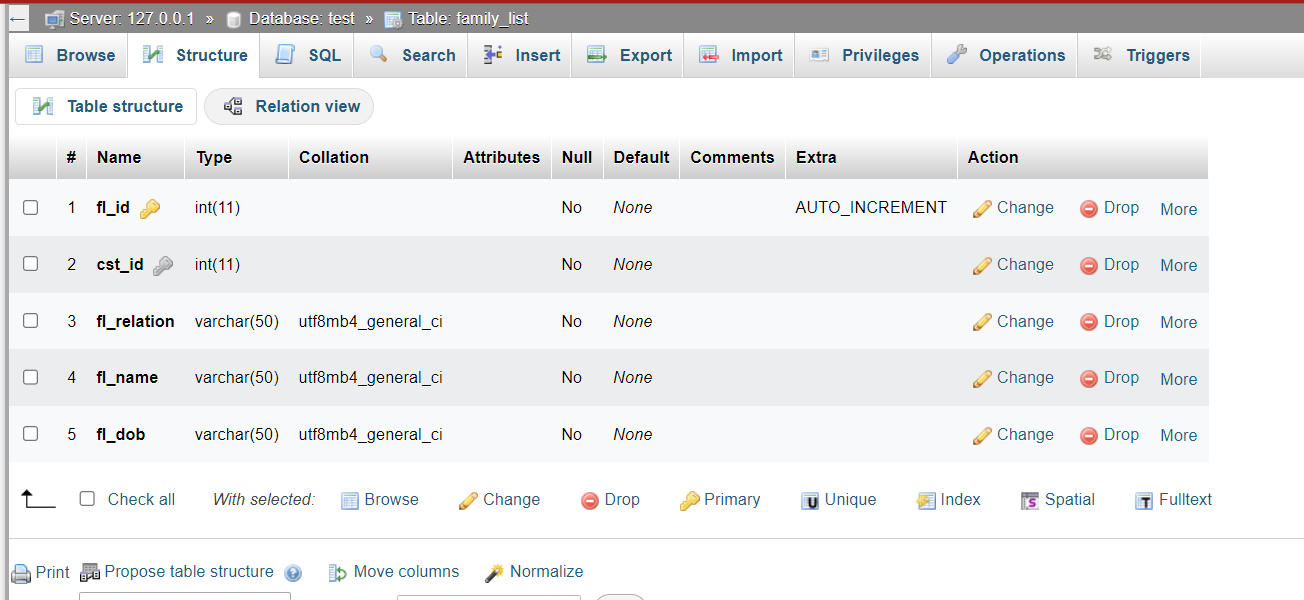 ← Server: 127.0.0.1 » Database: test » Table: family_list
Browse Structure SQL Search Insert Export Import Privileges Operations Triggers
Table structure Relation view
# Name Type Collation Attributes Null Default Comments Extra Action
1 fl_id int(11) No None AUTO_INCREMENT Change Drop More
2 cst_id int(11) No None Change Drop More
3 fl_relation varchar(50) utf8mb4_general_ci No None Change Drop More
4 fl_name varchar(50) utf8mb4_general_ci No None Change Drop More
5 fl_dob varchar(50) utf8mb4_general_ci No None Change Drop More
Check all With selected: Browse Change Drop Primary U Unique Index S Spatial T Fulltext
Print Propose table structure ? Move columns Normalize